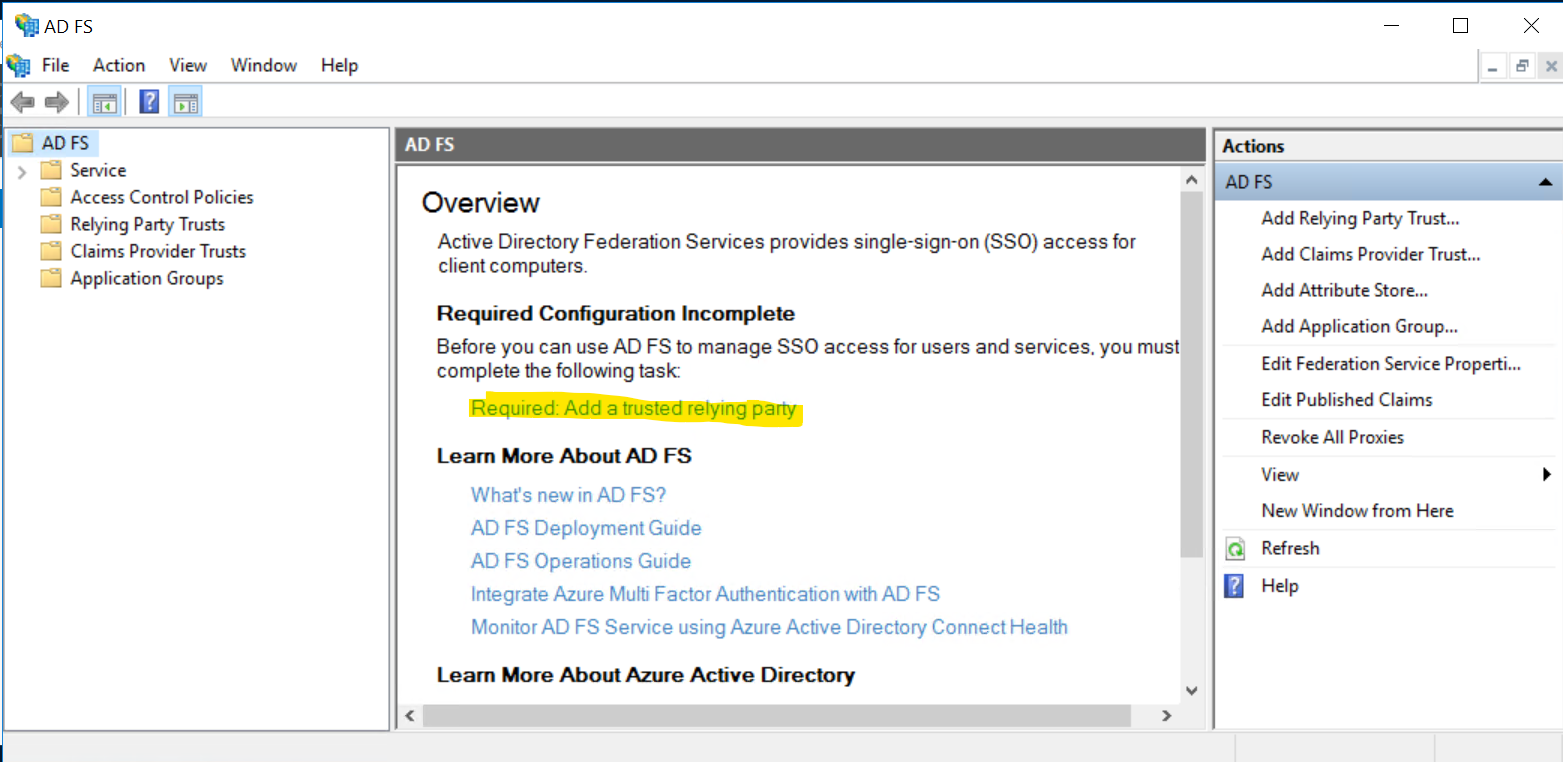 AD FS
File Action View Window Help
AD FS
Service
Access Control Policies
Relying Party Trusts
Claims Provider Trusts
Application Groups
AD FS
Overview
Active Directory Federation Services provides single-sign-on (SSO) access for
client computers.
Required Configuration Incomplete
Before you can use AD FS to manage SSO access for users and services, you must
complete the following task:
Required: Add a trusted relying party
Learn More About AD FS
What's new in AD FS?
AD FS Deployment Guide
AD FS Operations Guide
Integrate Azure Multi Factor Authentication with AD FS
Monitor AD FS Service using Azure Active Directory Connect Health
Learn More About Azure Active Directory
Actions
AD FS
Add Relying Party Trust...
Add Claims Provider Trust...
Add Attribute Store...
Add Application Group...
Edit Federation Service Properti...
Edit Published Claims
Revoke All Proxies
View
New Window from Here
Refresh
Help